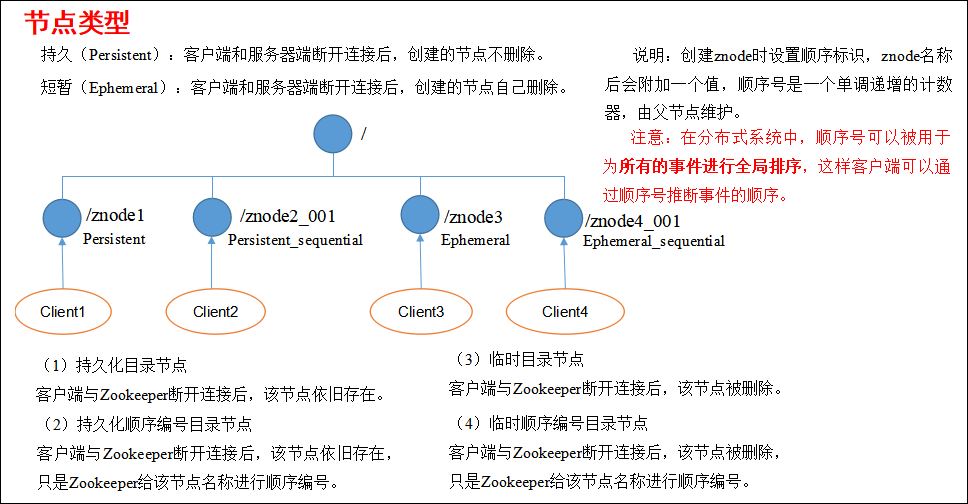 节点类型
持久（Persistent）：客户端和服务器端断开连接后，创建的节点不删除。
短暂（Ephemeral）：客户端和服务器端断开连接后，创建的节点自己删除。
说明：创建znode时设置顺序标识，znode名称
后会附加一个值，顺序号是一个单调递增的计数
器，由父节点维护。
注意：在分布式系统中，顺序号可以被用于
为所有的事件进行全局排序，这样客户端可以通
过顺序号推断事件的顺序。
/
/znode1
Persistent
/znode2_001
Persistent_sequential
/znode3
Ephemeral
/znode4_001
Ephemeral_sequential
Client1
Client2
Client3
Client4
（1）持久化目录节点
客户端与Zookeeper断开连接后，该节点依旧存在。
（2）持久化顺序编号目录节点
客户端与Zookeeper断开连接后，该节点依旧存在，
只是Zookeeper给该节点名称进行顺序编号。
（3）临时目录节点
客户端与Zookeeper断开连接后，该节点被删除。
（4）临时顺序编号目录节点
客户端与Zookeeper断开连接后，该节点被删除，
只是Zookeeper给该节点名称进行顺序编号。